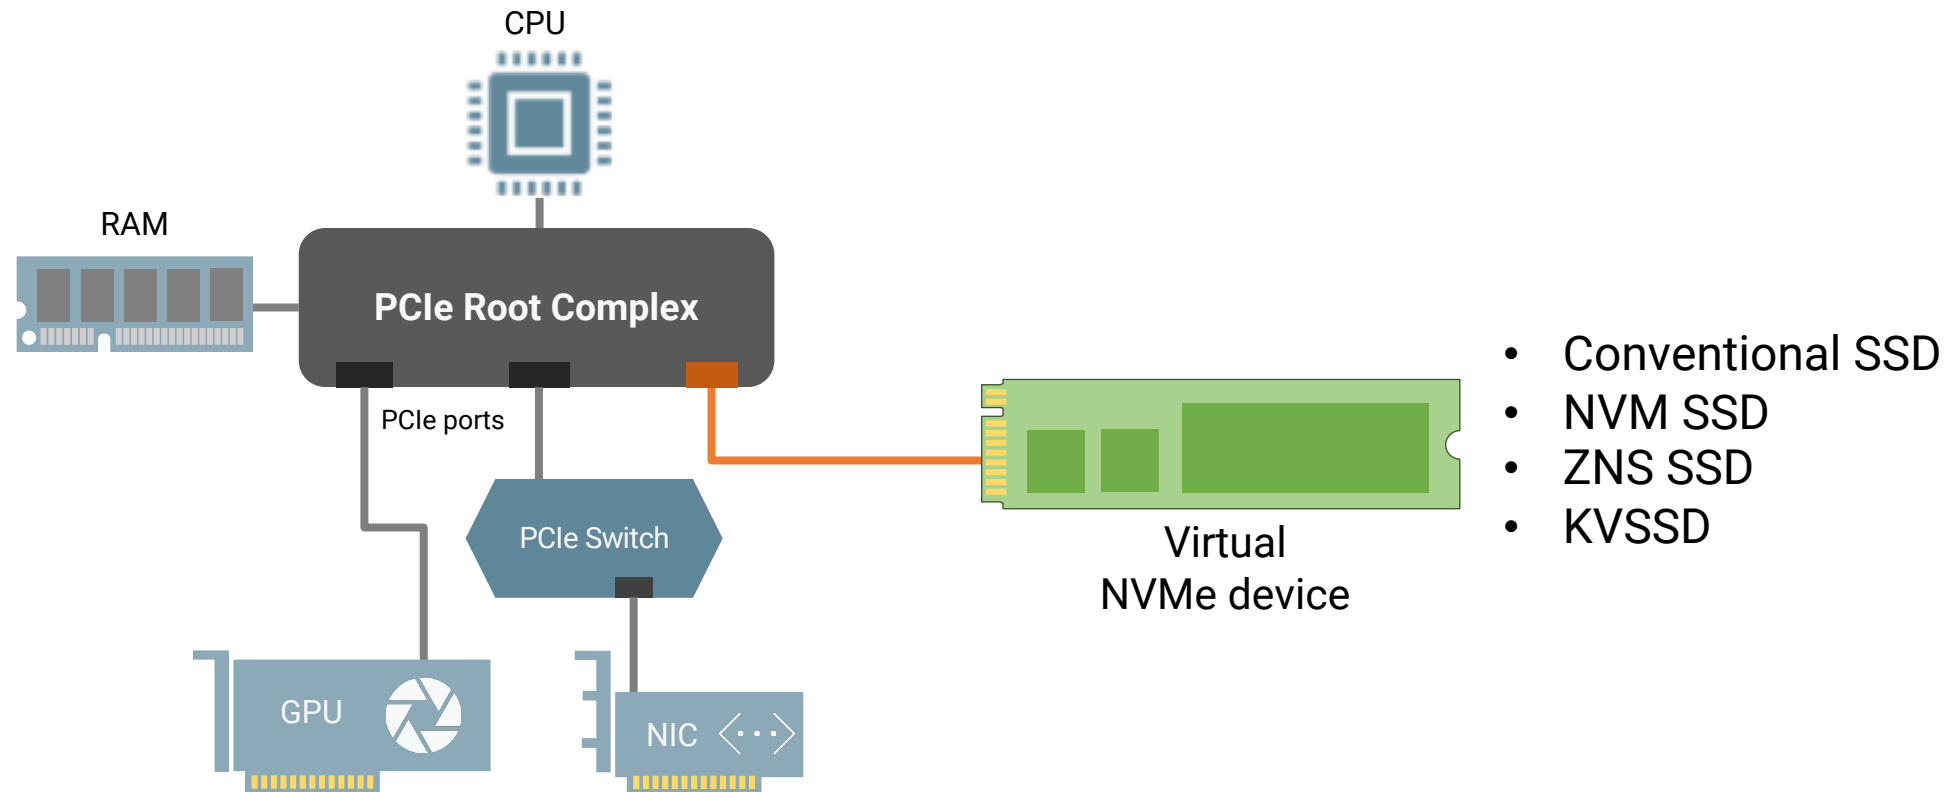 CPU
RAM
PCIe Root Complex
PCIe ports
PCIe Switch
GPU
NIC
Virtual
NVMe device
• Conventional SSD
• NVM SSD
• ZNS SSD
• KVSSD